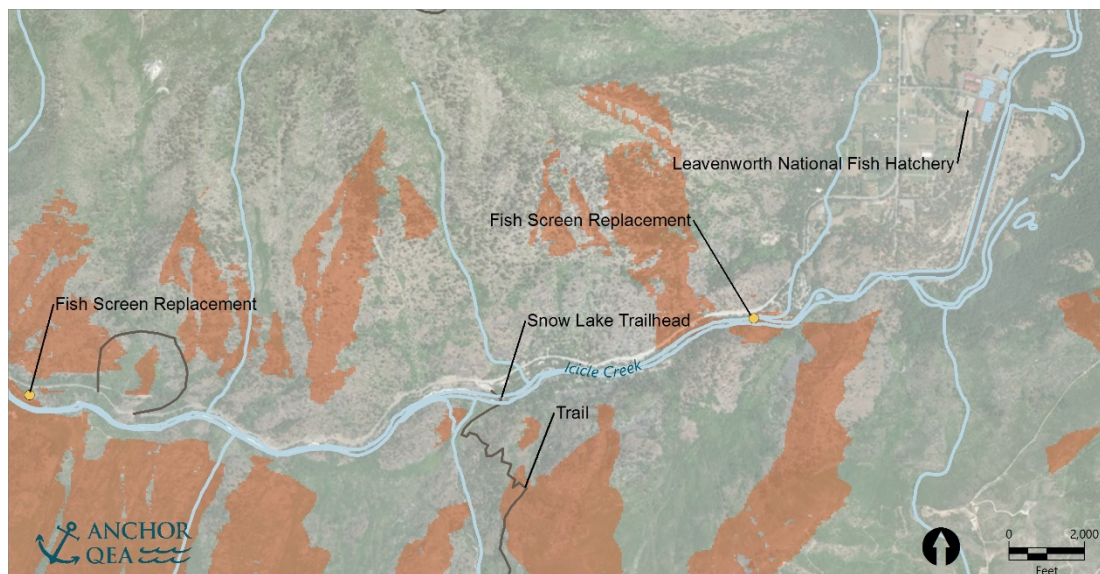 Leavenworth National Fish Hatchery
Fish Screen Replacement
Fish Screen Replacement
Snow Lake Trailhead
Icicle Creek
Trail
ANCHOR
QEA
0 2,000
Feet